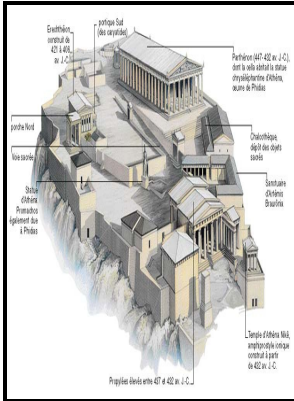 Erechthéion
construit de
421 à 406
av. J.-C.
portique Sud
(des caryatides)
Parthénon (447-432 av. J.-C.),
dont la cella abritait la statue
chryséléphantine d'Athéna,
œuvre de Phidias
porche Nord
Voie sacrée
Chalcothèque,
dépôt des objets
sacrés
Statue
d'Athéna
Promachos
également due
à Phidias
Sanctuaire
d'Artémis
Braurônia
Temple d'Athéna Nikè,
amphiprostyle ionique
construit à partir
de 432 av. J.-C.
Propylées élevés entre 437 et 432 av. J.-C.